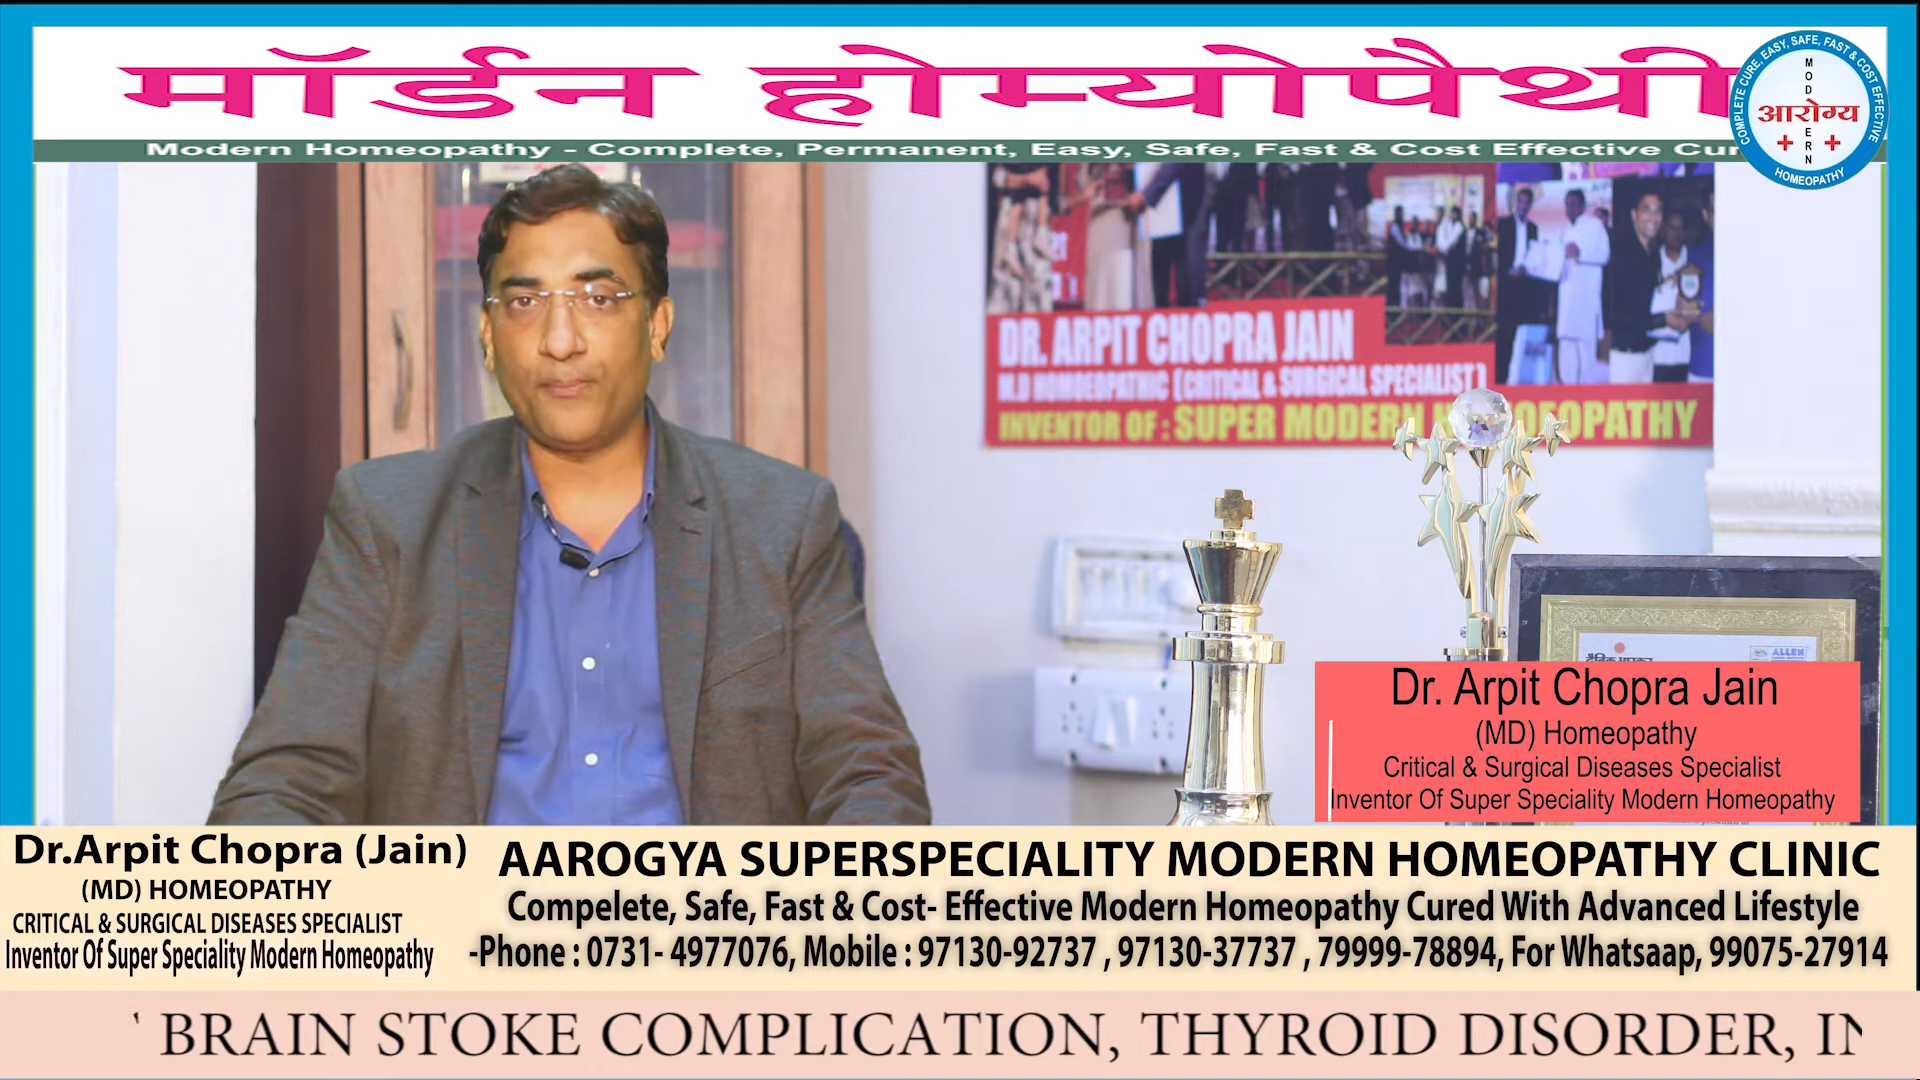 मॉर्डन होम्योपैथी
Modern Homeopathy - Complete, Permanent, Easy, Safe, Fast & Cost Effective
COMPLETE CURE, EASY, SAFE, FAST & COST EFFECTIVE
MODERN
आरोग्य
HOMEOPATHY
DR. ARPIT CHOPRA JAIN
M.D HOMOEOPATHIC (CRITICAL & SURGICAL SPECIALIST)
INVENTOR OF : SUPER MODERN
ALLEN
Dr. Arpit Chopra Jain
(MD) Homeopathy
Critical & Surgical Diseases Specialist
Inventor Of Super Speciality Modern Homeopathy
Dr.Arpit Chopra (Jain)
(MD) HOMEOPATHY
CRITICAL & SURGICAL DISEASES SPECIALIST
Inventor Of Super Speciality Modern Homeopathy
AAROGYA SUPERSPECIALITY MODERN HOMEOPATHY CLINIC
Compelete, Safe, Fast & Cost- Effective Modern Homeopathy Cured With Advanced Lifestyle
-Phone : 0731- 4977076, Mobile : 97130-92737 , 97130-37737 , 79999-78894, For Whatsaap, 99075-27914
BRAIN STOKE COMPLICATION, THYROID DISORDER,